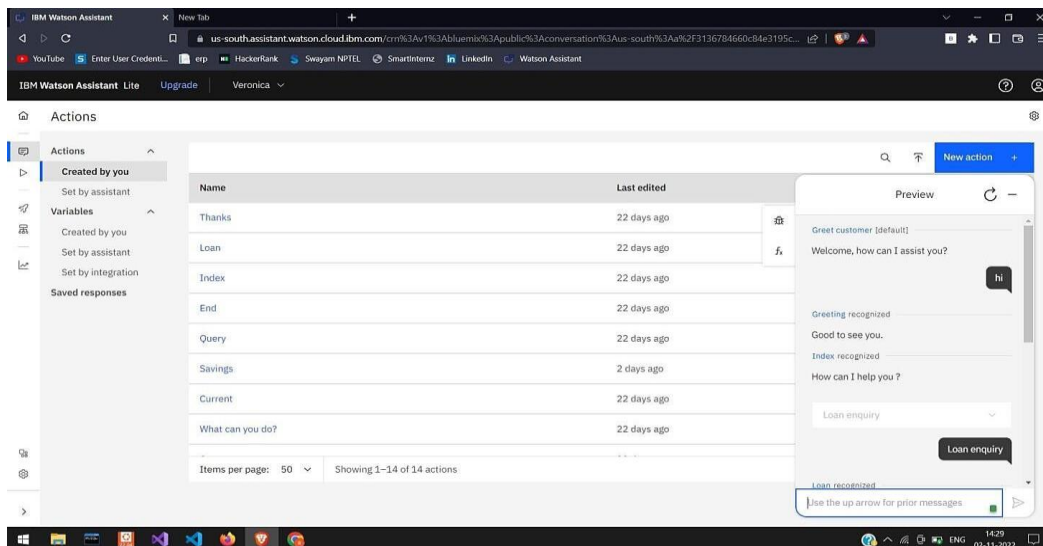 IBM Watson Assistant
New Tab
us-south.assistant.watson.cloud.ibm.com/crn%3Av1%3Abluemix%3Apublic%3Aconversation%3Aus-south%3Aa%2F3136784660c84e3195c...
YouTube Enter User Credenti... erp HackerRank Swayam NPTEL SmartInternz LinkedIn Watson Assistant
IBM Watson Assistant Lite Upgrade Veronica
Actions
Actions
Created by you
Set by assistant
Variables
Created by you
Set by assistant
Set by integration
Saved responses
New action +
Name Last edited
Thanks 22 days ago
Loan 22 days ago
Index 22 days ago
End 22 days ago
Query 22 days ago
Savings 2 days ago
Current 22 days ago
What can you do? 22 days ago
Items per page: 50 Showing 1–14 of 14 actions
Preview
Greet customer [default]
Welcome, how can I assist you?
hi
Greeting recognized
Good to see you.
Index recognized
How can I help you ?
Loan enquiry
Loan enquiry
Loan recognized
Use the up arrow for prior messages
ENG 14:29